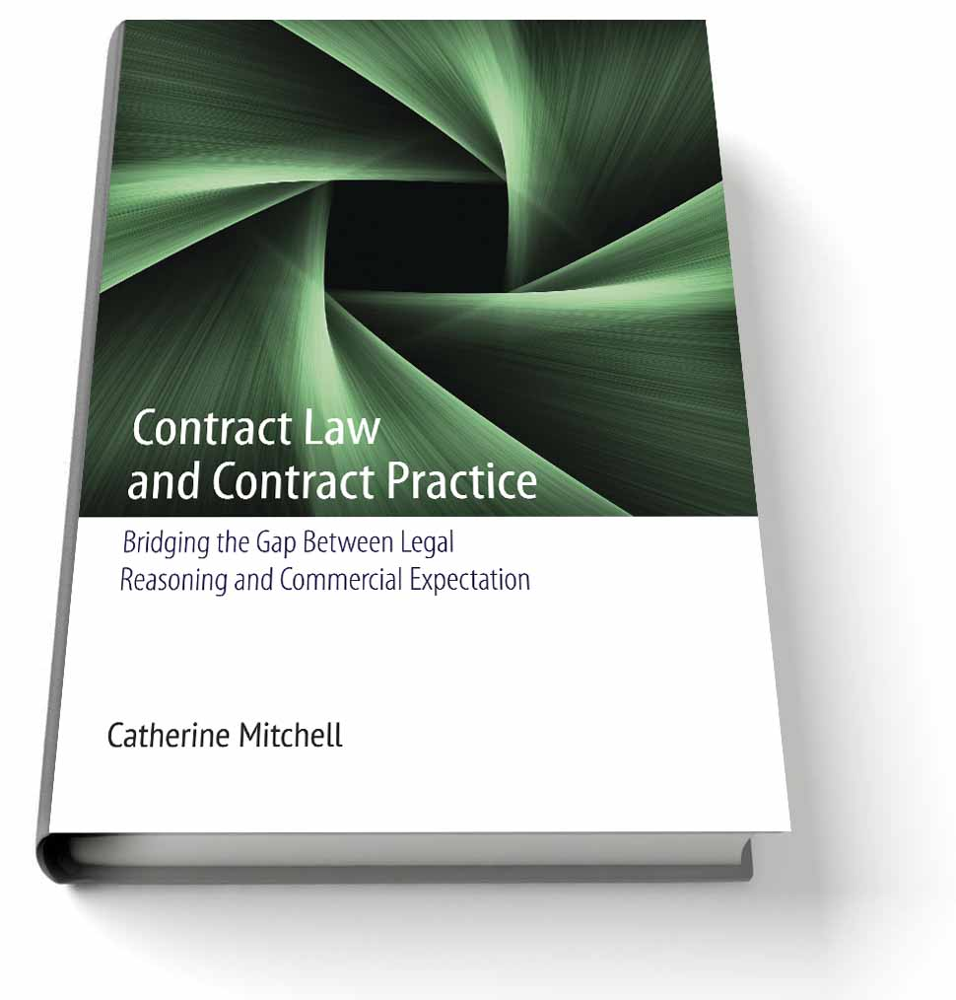 Contract Law
and Contract Practice
Bridging the Gap Between Legal
Reasoning and Commercial Expectation
Catherine Mitchell